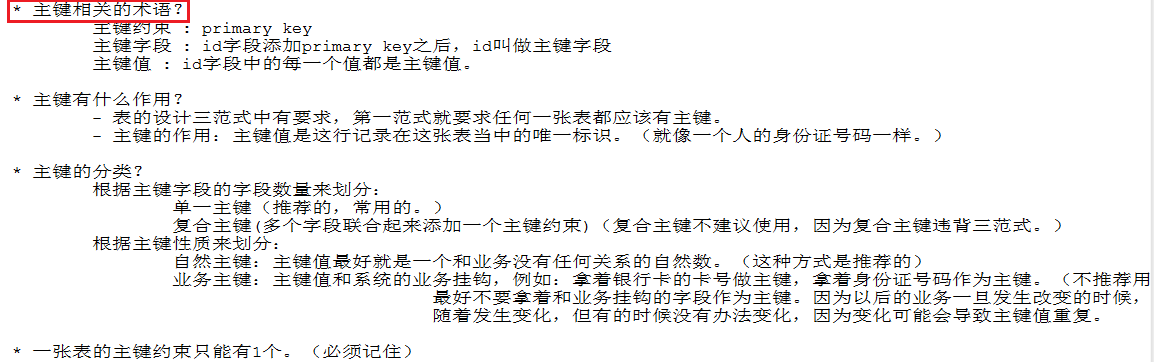 * 主键相关的术语?
主键约束 : primary key
主键字段 : id字段添加primary key之后，id叫做主键字段
主键值 : id字段中的每一个值都是主键值。
* 主键有什么作用?
- 表的设计三范式中有要求，第一范式就要求任何一张表都应该有主键。
- 主键的作用：主键值是这行记录在这张表当中的唯一标识。（就像一个人的身份证号码一样。）
* 主键的分类?
根据主键字段的字段数量来划分：
单一主键（推荐的，常用的。）
复合主键(多个字段联合起来添加一个主键约束)（复合主键不建议使用，因为复合主键违背三范式。）
根据主键性质来划分：
自然主键：主键值最好就是一个和业务没有任何关系的自然数。（这种方式是推荐的）
业务主键：主键值和系统的业务挂钩，例如：拿着银行卡的卡号做主键，拿着身份证号码作为主键。（不推荐用
最好不要拿着和业务挂钩的字段作为主键。因为以后的业务一旦发生改变的时候，
随着发生变化，但有的时候没有办法变化，因为变化可能会导致主键值重复。
* 一张表的主键约束只能有1个。（必须记住）